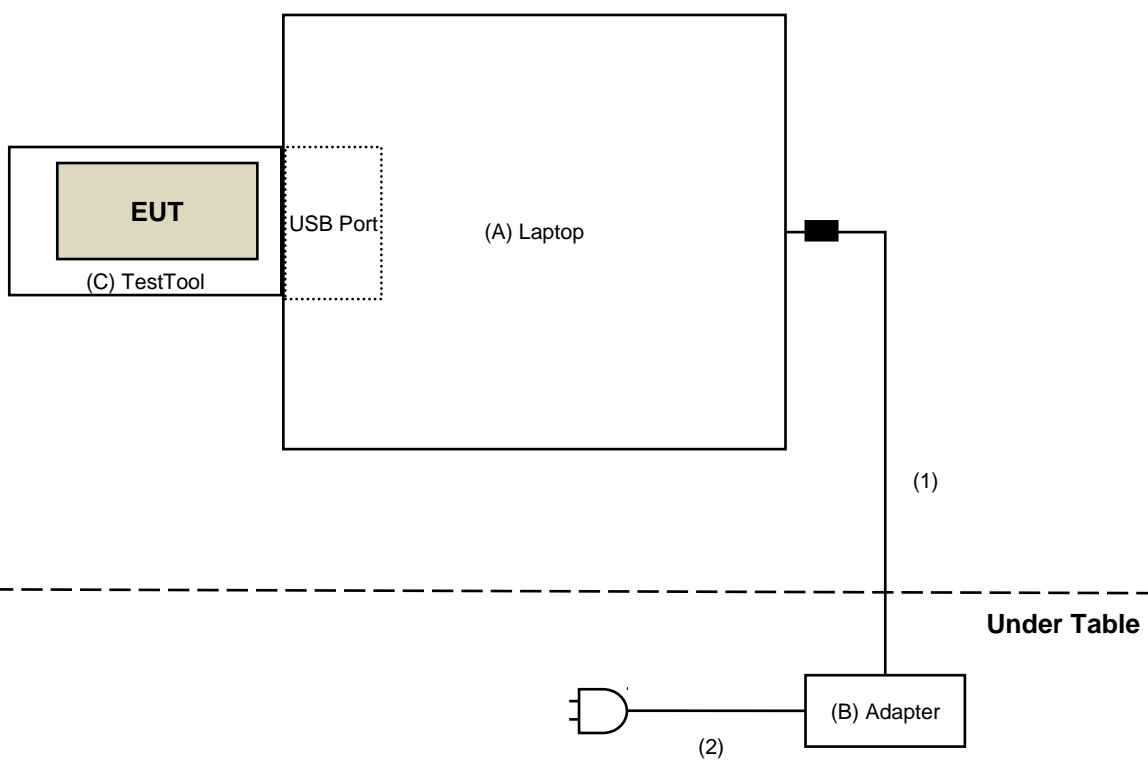 EUT
USB Port
(A) Laptop
(C) TestTool
(1)
Under Table
(B) Adapter
(2)